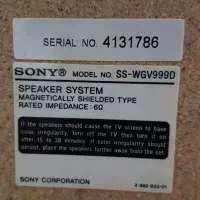 SERIAL NO. 4131786
SONY® MODEL NO. SS-WGV999D
SPEAKER SYSTEM
MAGNETICALLY SHIELDED TYPE
RATED IMPEDANCE : 6Ω
If the speakers should cause the TV screen to have
color irregularity, turn off then the TV turn it on
after 15 to 30 minutes. If color irregularity should
persist, place the speakers further away from the TV
set.
SONY CORPORATION